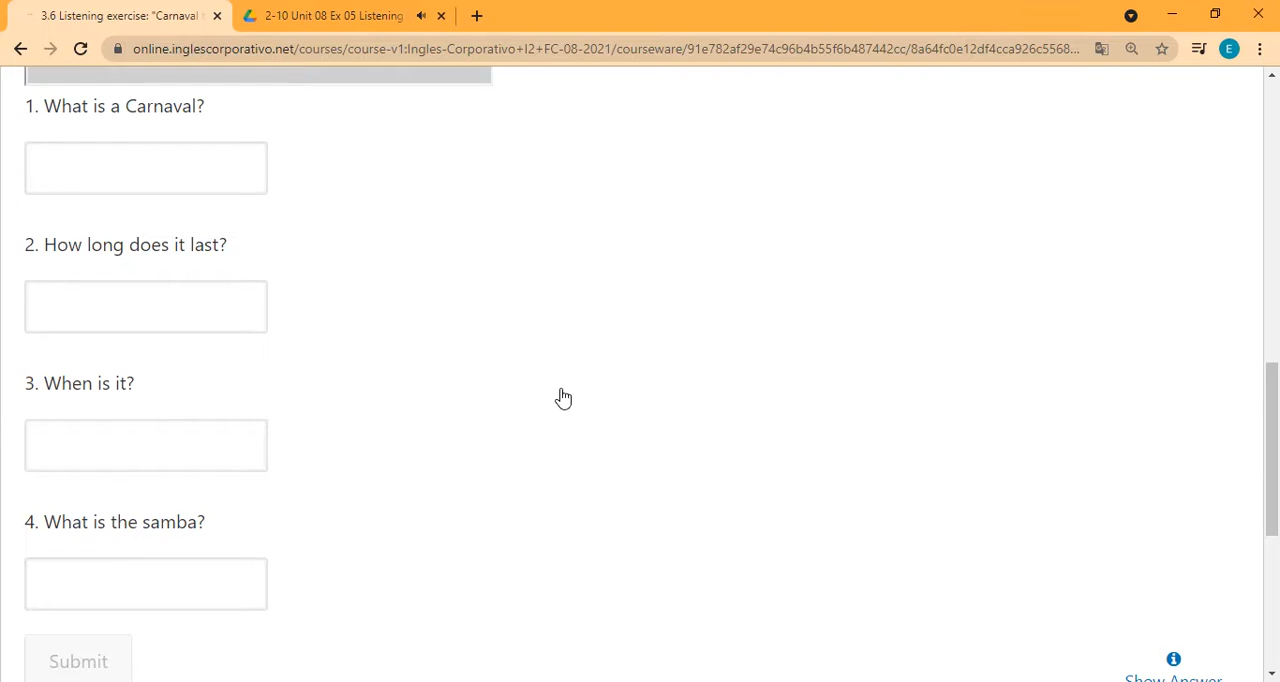 3.6 Listening exercise: "Carnaval
2-10 Unit 08 Ex 05 Listening
online.inglescorporativo.net/courses/course-v1:Ingles-Corporativo+I2+FC-08-2021/courseware/91e782af29e74c96b4b55f6b487442cc/8a64fc0e12df4cca926c5568...
E
1. What is a Carnaval?
2. How long does it last?
3. When is it?
4. What is the samba?
Submit
Show Answer